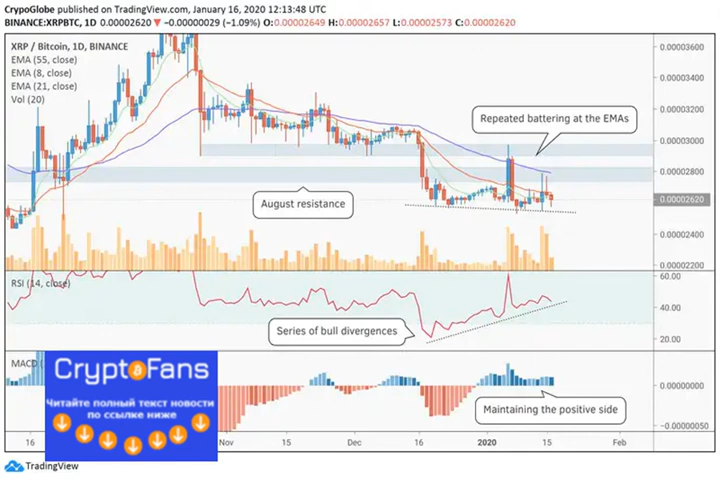 CrypoGlobe published on TradingView.com, January 16, 2020 12:13:48 UTC
BINANCE:XRPBTC, 1D 0.00002620 ▼ −0.00000029 (−1.09%) O:0.00002649 H:0.00002657 L:0.00002573 C:0.00002620
XRP / Bitcoin, 1D, BINANCE
EMA (55, close)
EMA (8, close)
EMA (21, close)
Vol (20)
0.00003600
0.00003400
0.00003200
0.00003000
0.00002800
0.00002620
0.00002400
0.00002200
Repeated battering at the EMAs
August resistance
RSI (14, close)
60.00
40.00
20.00
Series of bull divergences
MACD (
0.00000000
−0.00000050
Maintaining the positive side
CryptoFans
Читайте полный текст новости
по ссылке ниже
16
Nov
15
Dec
16
2020
15
Feb
TradingView